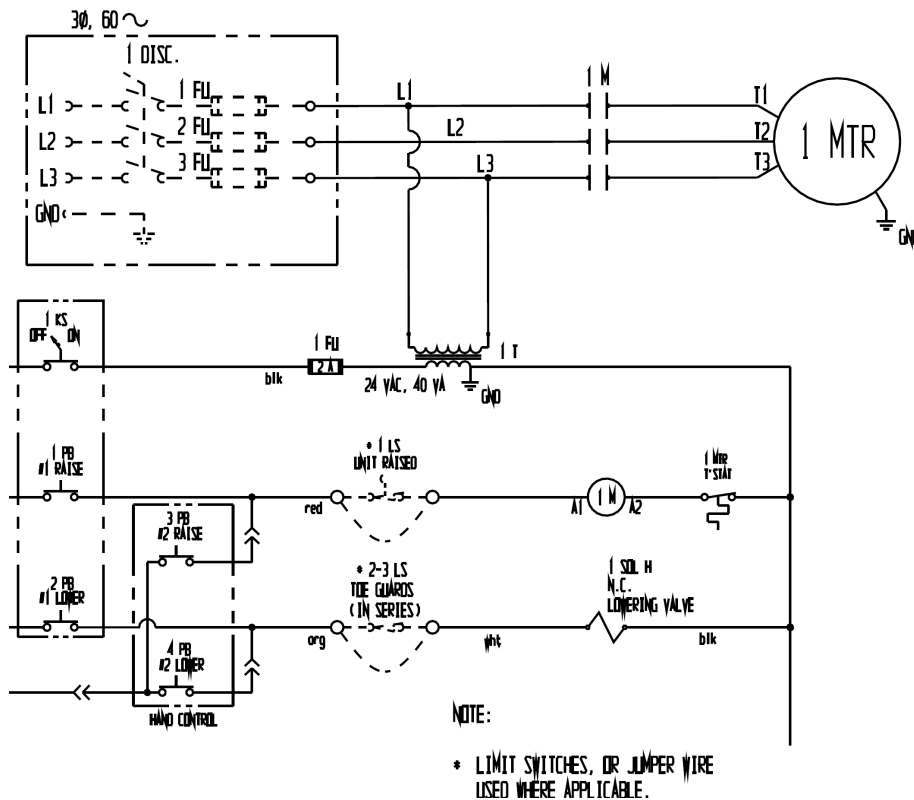 3Ø, 60
1 DISC.
1 FU
L1
L1
1 M
T1
2 FU
L2
L2
T2
1 MTR
3 FU
L3
L3
T3
GND
GN
1 KS
OFF ON
1 FU
2 A
1 T
blk
24 VAC, 40 VA
GND
1 PB
#1 RAISE
* 1 LS
UNIT RAISED
1 MTR
T'STAT
red
A1
1 M
A2
3 PB
#2 RAISE
2 PB
#1 LOWER
* 2-3 LS
TOE GUARDS
(IN SERIES)
1 SOL H
N.C.
LOWERING VALVE
org
wht
blk
4 PB
#2 LOWER
HAND CONTROL
NOTE:
* LIMIT SWITCHES, OR JUMPER WIRE
USED WHERE APPLICABLE.